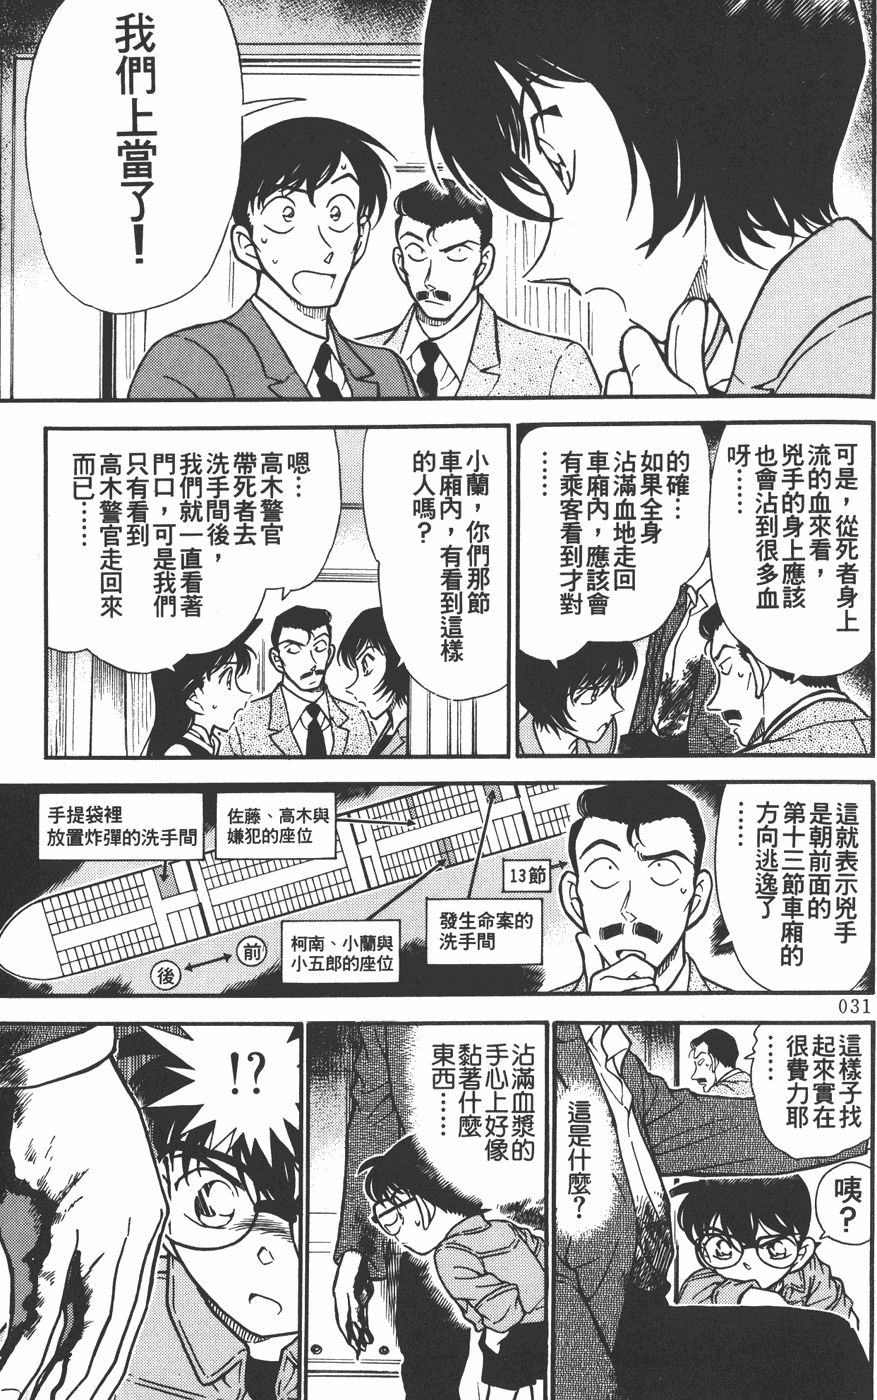 我們上當了！
可是，從死者身上
流的血來看，
兇手的身上應該
也會沾到很多血
呀……
的確…
如果全身
沾滿血地走回
車廂內，應該會
有乘客看到才對
……
小蘭，你們那節
車廂內，有看到這樣
的人嗎？
嗯…
高木警官
帶死者去
洗手間後，
我們就一直看著
門口，可是我們
只有看到
高木警官走回來
而已……
這就表示兇手
是朝前面的
第十三節車廂的
方向逃逸了
……
13節
發生命案的
洗手間
佐藤、高木與
嫌犯的座位
柯南、小蘭與
小五郎的座位
手提袋裡
放置炸彈的洗手間
前
後
031
這樣子找
起來實在
很費力耶
……
咦？
這是什麼？
沾滿血漿的
手心上好像
黏著什麼
東西……
!?